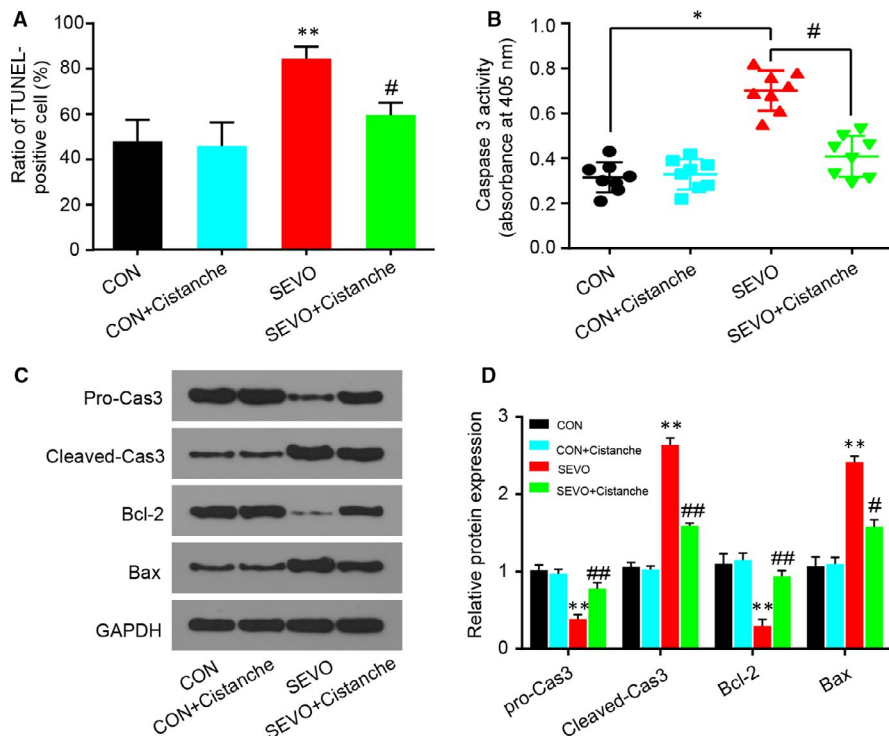 A
Ratio of TUNEL-
positive cell (%)
100
80
60
40
20
0
**
#
CON
CON+Cistanche
SEVO
SEVO+Cistanche
B
Caspase 3 activity
(absorbance at 405 nm)
1.0
0.8
0.6
0.4
0.2
0.0
*
#
CON
CON+Cistanche
SEVO
SEVO+Cistanche
C
Pro-Cas3
Cleaved-Cas3
Bcl-2
Bax
GAPDH
CON
CON+Cistanche
SEVO
SEVO+Cistanche
D
Relative protein expression
3
2
1
0
CON
CON+Cistanche
SEVO
SEVO+Cistanche
**
##
**
##
**
##
**
#
pro-Cas3
Cleaved-Cas3
Bcl-2
Bax